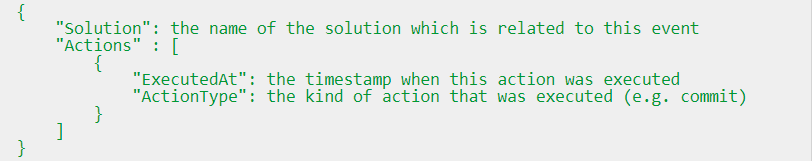 {
"Solution": the name of the solution which is related to this event
"Actions" : [
{
"ExecutedAt": the timestamp when this action was executed
"ActionType": the kind of action that was executed (e.g. commit)
}
]
}